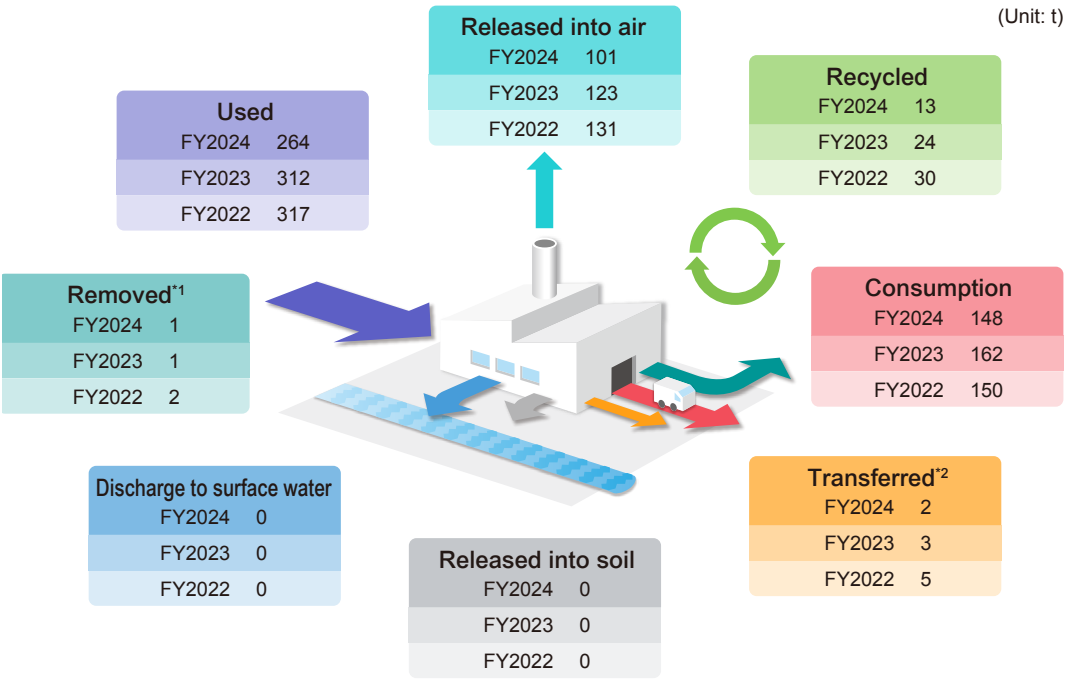 (Unit: t)
Released into air
FY2024 101
FY2023 123
FY2022 131
Used
FY2024 264
FY2023 312
FY2022 317
Recycled
FY2024 13
FY2023 24
FY2022 30
Removed*1
FY2024 1
FY2023 1
FY2022 2
Consumption
FY2024 148
FY2023 162
FY2022 150
Discharge to surface water
FY2024 0
FY2023 0
FY2022 0
Released into soil
FY2024 0
FY2023 0
FY2022 0
Transferred*2
FY2024 2
FY2023 3
FY2022 5